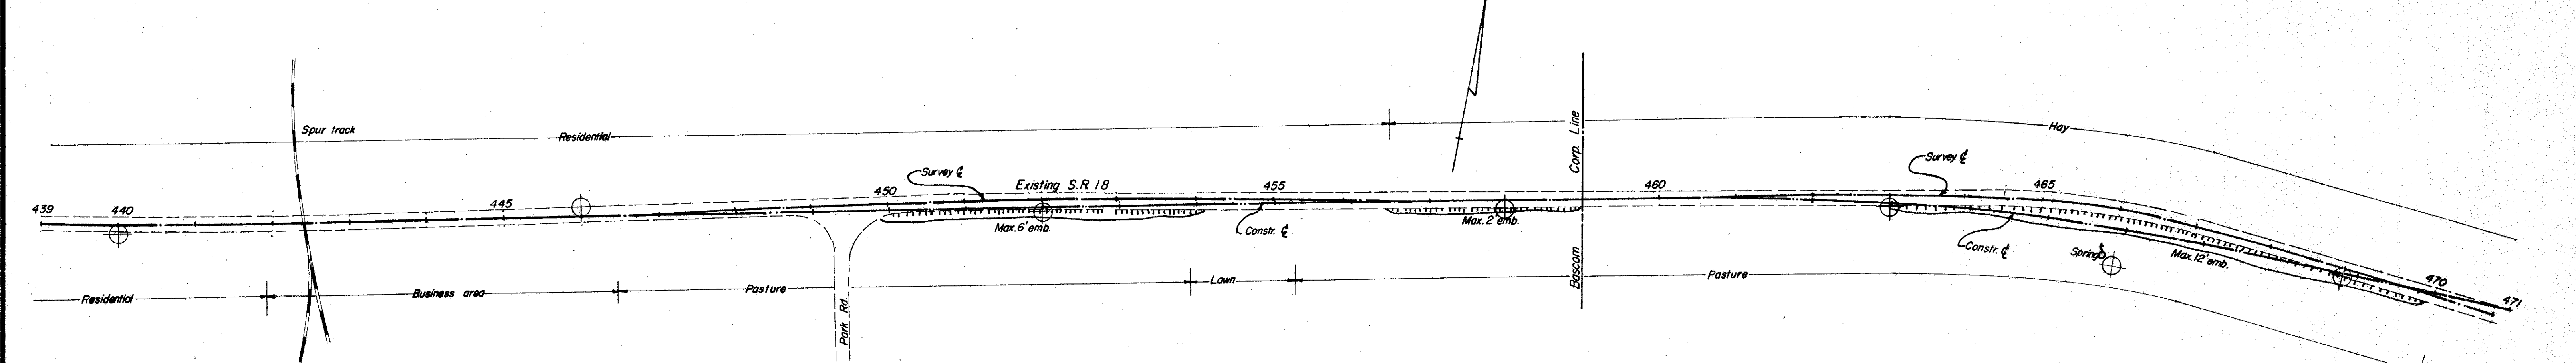 Spur track
Residential
Hay
Corp. Line
Bascom
Survey ℄
Existing S.R. 18
Survey ℄
439
440
445
450
455
460
465
470
471
Max. 6' emb.
Constr. ℄
Max. 2' emb.
Constr. ℄
Spring
Max. 12' emb.
Residential
Business area
Pasture
Lawn
Pasture
Park Rd.